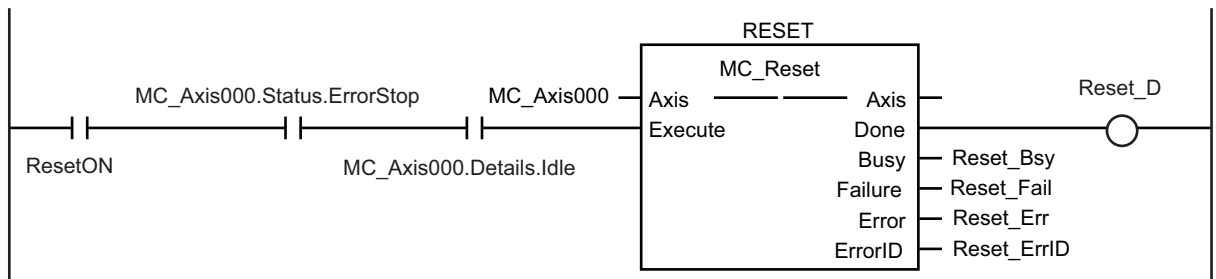 RESET
MC_Reset
MC_Axis000.Status.ErrorStop
MC_Axis000
Axis
Axis
Reset_D
Execute
Done
ResetON
MC_Axis000.Details.Idle
Busy
Reset_Bsy
Failure
Reset_Fail
Error
Reset_Err
ErrorID
Reset_ErrID